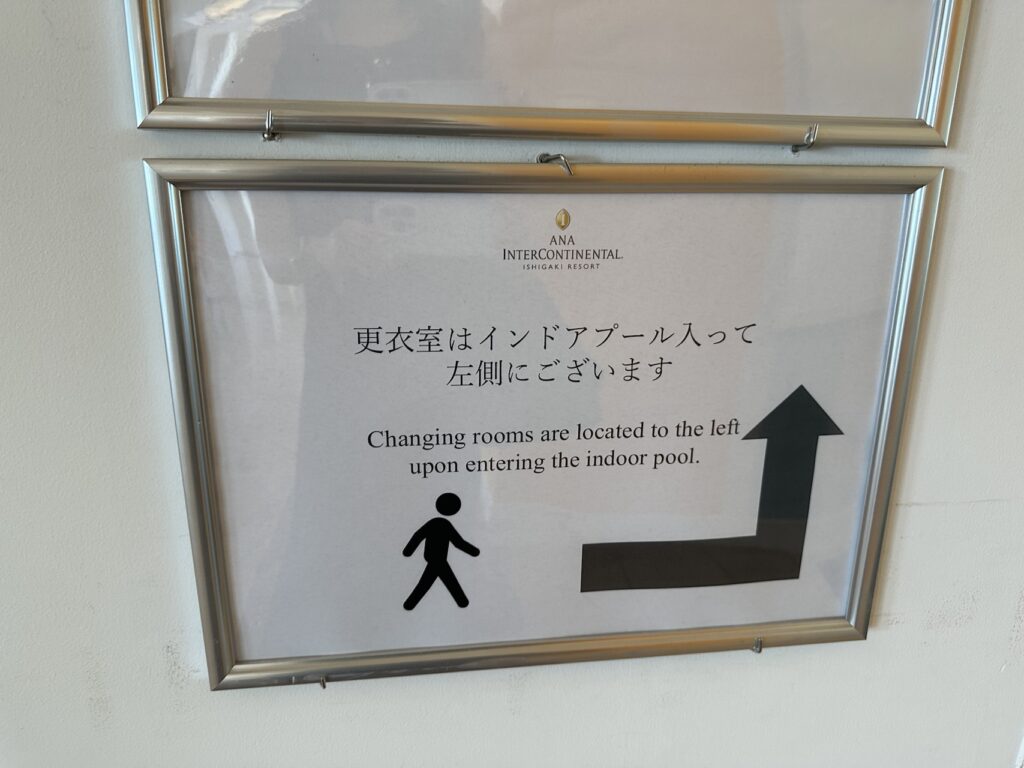 ANA
INTERCONTINENTAL
ISHIGAKI RESORT
更衣室はインドアプール入って
左側にございます
Changing rooms are located to the left
upon entering the indoor pool.